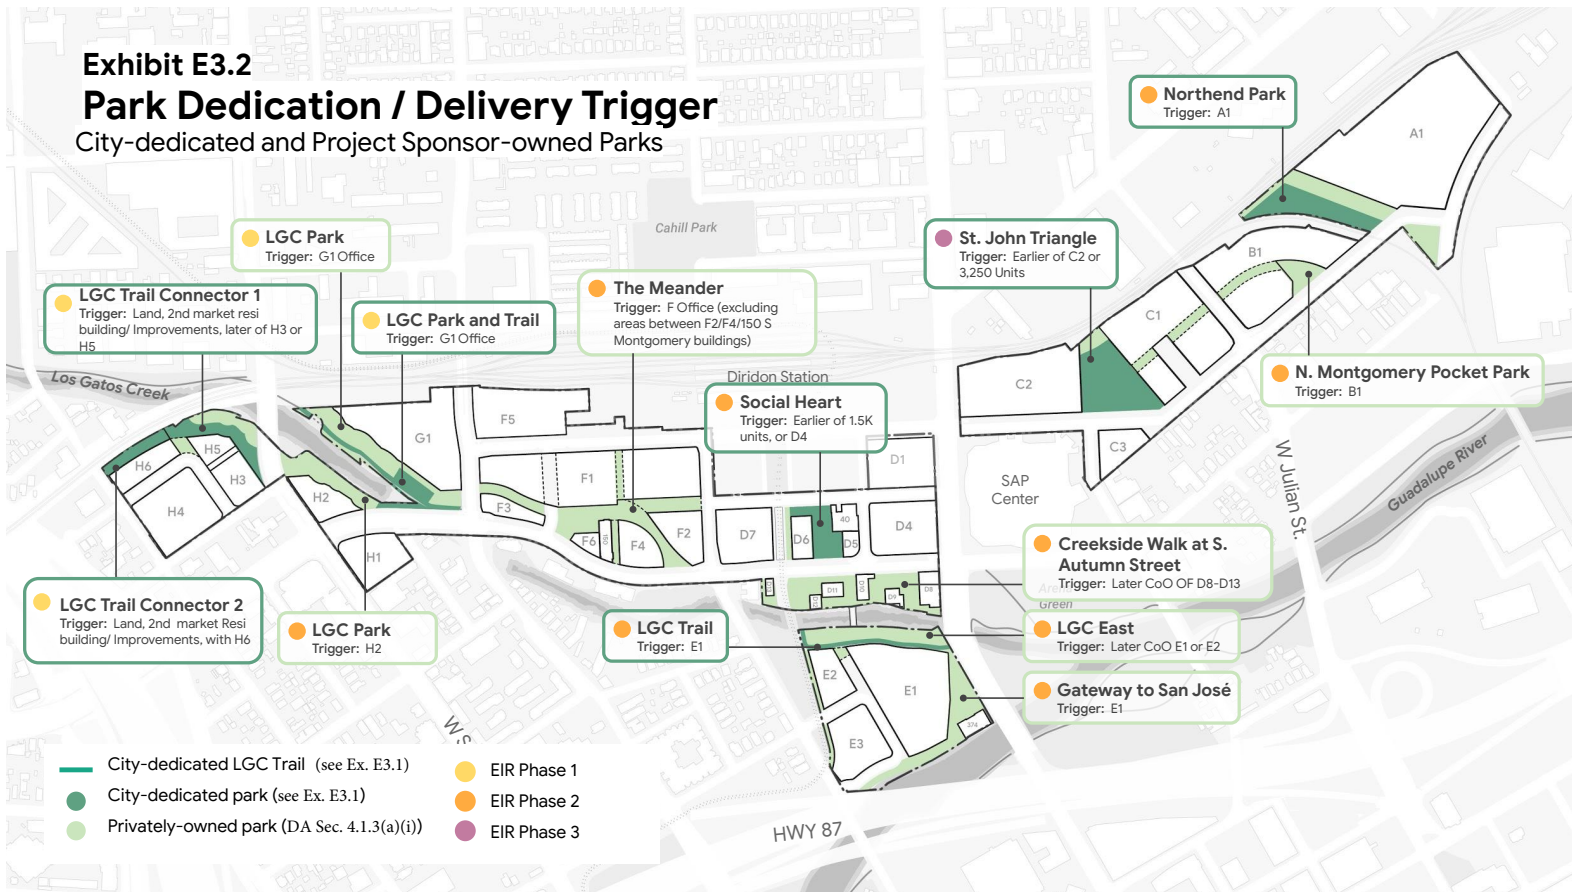 Exhibit E3.2
Park Dedication / Delivery Trigger
City-dedicated and Project Sponsor-owned Parks
Northend Park
Trigger: A1
A1
Cahill Park
LGC Park
Trigger: G1 Office
St. John Triangle
Trigger: Earlier of C2 or
3,250 Units
B1
LGC Trail Connector 1
Trigger: Land, 2nd market resi
building/ Improvements, later of H3 or
H5
LGC Park and Trail
Trigger: G1 Office
The Meander
Trigger: F Office (excluding
areas between F2/F4/150 S
Montgomery buildings)
C1
Los Gatos Creek
Diridon Station
C2
N. Montgomery Pocket Park
Trigger: B1
Social Heart
Trigger: Earlier of 1.5K
units, or D4
F5
G1
H5
H6
H3
H4
H2
H1
F1
F3
F6
150
F4
F2
D1
C3
SAP
Center
W Julian St.
Guadalupe River
D7
D6
40
D5
D4
D11
D10
D9
D8
Creekside Walk at S.
Autumn Street
Trigger: Later CoO OF D8-D13
Green
LGC Trail Connector 2
Trigger: Land, 2nd market Resi
building/ Improvements, with H6
LGC Park
Trigger: H2
LGC Trail
Trigger: E1
LGC East
Trigger: Later CoO E1 or E2
E2
E1
E3
374
Gateway to San José
Trigger: E1
W S
City-dedicated LGC Trail (see Ex. E3.1)
City-dedicated park (see Ex. E3.1)
Privately-owned park (DA Sec. 4.1.3(a)(i))
EIR Phase 1
EIR Phase 2
EIR Phase 3
HWY 87